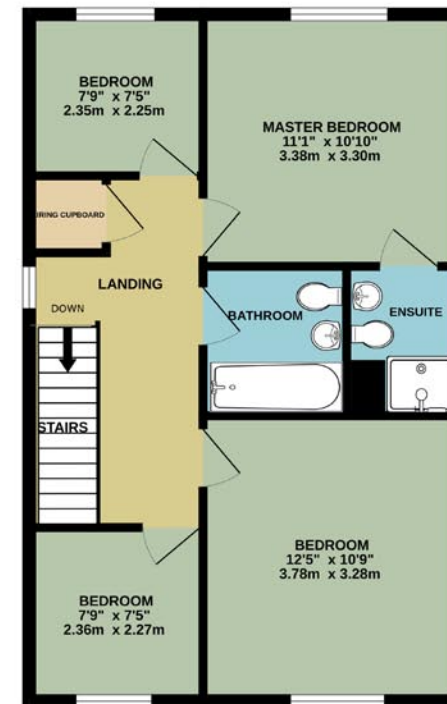 BEDROOM
7'9" x 7'5"
2.35m x 2.25m
MASTER BEDROOM
11'1" x 10'10"
3.38m x 3.30m
IRING CUPBOARD
LANDING
DOWN
BATHROOM
ENSUITE
STAIRS
BEDROOM
12'5" x 10'9"
3.78m x 3.28m
BEDROOM
7'9" x 7'5"
2.36m x 2.27m